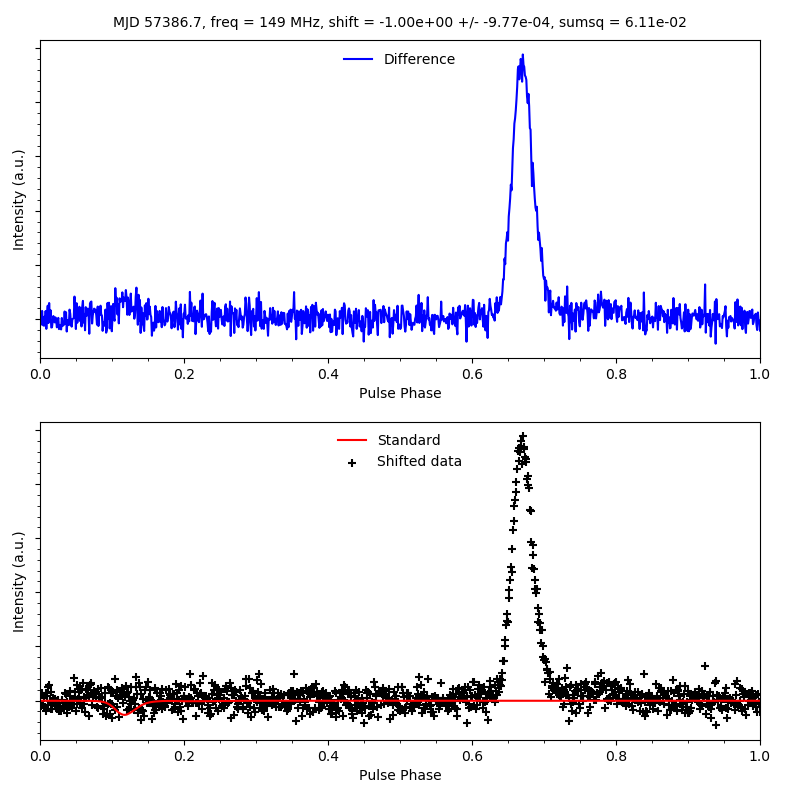 MJD 57386.7, freq = 149 MHz, shift = -1.00e+00 +/- -9.77e-04, sumsq = 6.11e-02
Difference
Intensity (a.u.)
0.0 0.2 0.4 0.6 0.8 1.0
Pulse Phase
Standard
Shifted data
Intensity (a.u.)
0.0 0.2 0.4 0.6 0.8 1.0
Pulse Phase